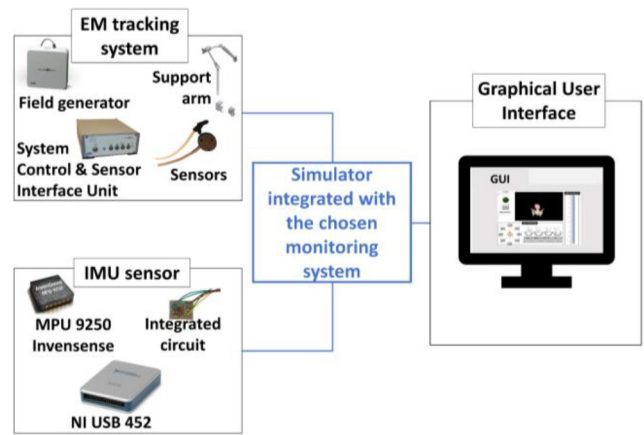 EM tracking
system
Support
arm
Field generator
System
Control & Sensor
Interface Unit
Sensors
IMU sensor
MPU 9250
Invensense
Integrated
circuit
NI USB 452
Simulator
integrated with
the chosen
monitoring
system
Graphical User
Interface
GUI